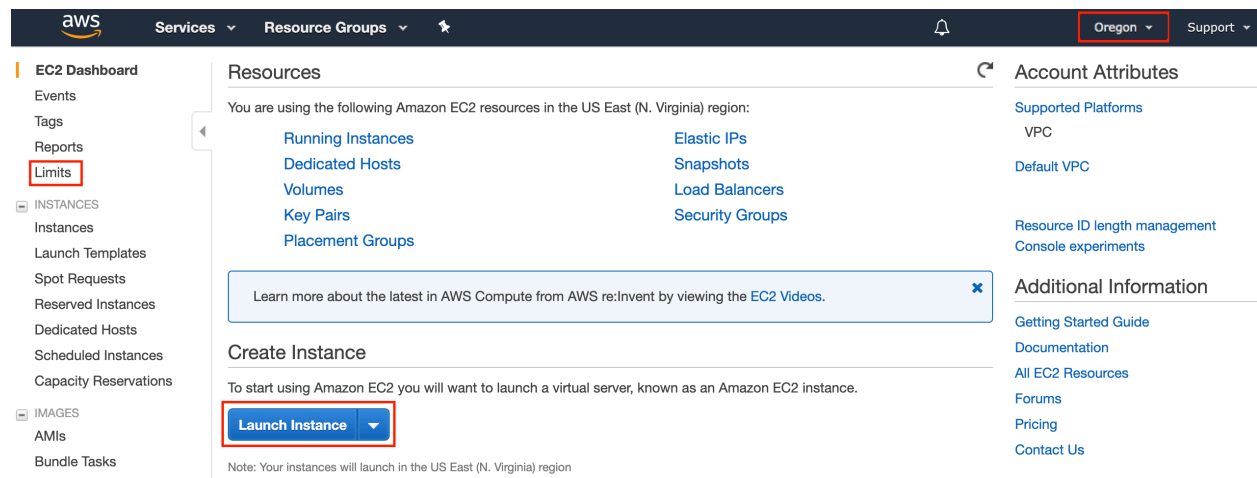 aws
Services
Resource Groups
Oregon
Support
EC2 Dashboard
Events
Tags
Reports
Limits
INSTANCES
Instances
Launch Templates
Spot Requests
Reserved Instances
Dedicated Hosts
Scheduled Instances
Capacity Reservations
IMAGES
AMIs
Bundle Tasks
Resources
You are using the following Amazon EC2 resources in the US East (N. Virginia) region:
Running Instances
Dedicated Hosts
Volumes
Key Pairs
Placement Groups
Elastic IPs
Snapshots
Load Balancers
Security Groups
Learn more about the latest in AWS Compute from AWS re:Invent by viewing the EC2 Videos.
Create Instance
To start using Amazon EC2 you will want to launch a virtual server, known as an Amazon EC2 instance.
Launch Instance
Note: Your instances will launch in the US East (N. Virginia) region
Account Attributes
Supported Platforms
VPC
Default VPC
Resource ID length management
Console experiments
Additional Information
Getting Started Guide
Documentation
All EC2 Resources
Forums
Pricing
Contact Us